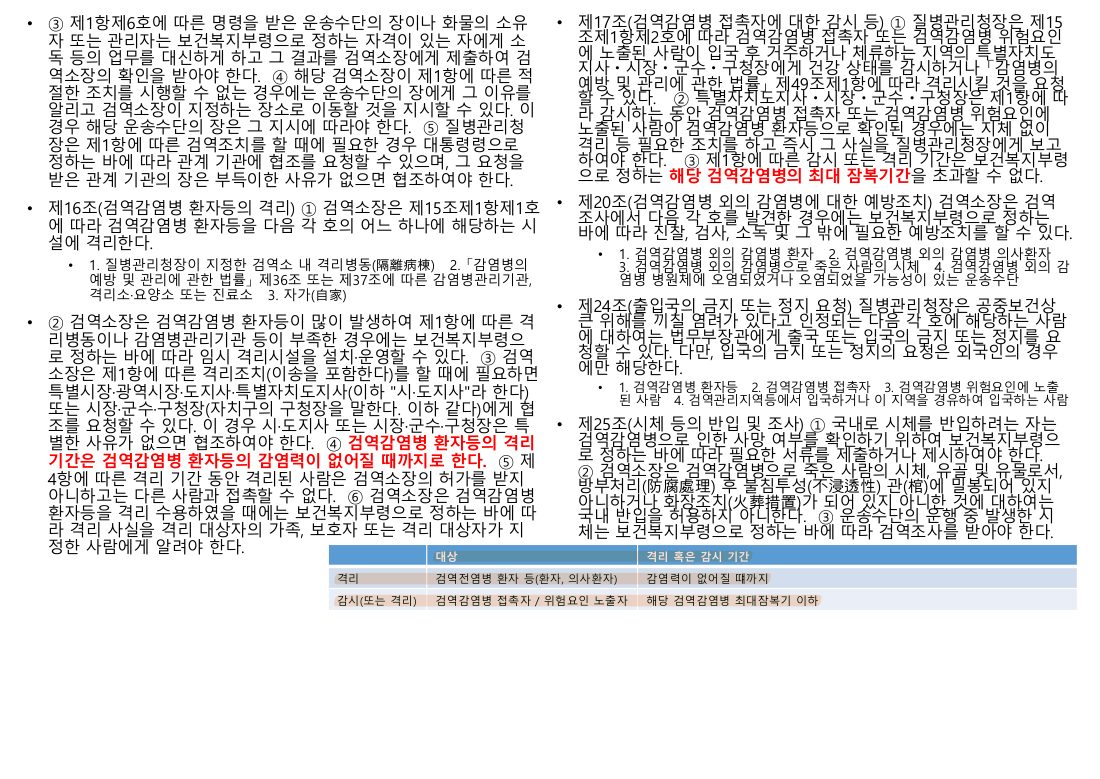 • ③ 제1항제6호에 따른 명령을 받은 운송수단의 장이나 화물의 소유
자 또는 관리자는 보건복지부령으로 정하는 자격이 있는 자에게 소
독 등의 업무를 대신하게 하고 그 결과를 검역소장에게 제출하여 검
역소장의 확인을 받아야 한다. ④ 해당 검역소장이 제1항에 따른 적
절한 조치를 시행할 수 없는 경우에는 운송수단의 장에게 그 이유를
알리고 검역소장이 지정하는 장소로 이동할 것을 지시할 수 있다. 이
경우 해당 운송수단의 장은 그 지시에 따라야 한다. ⑤ 질병관리청
장은 제1항에 따른 검역조치를 할 때에 필요한 경우 대통령령으로
정하는 바에 따라 관계 기관에 협조를 요청할 수 있으며, 그 요청을
받은 관계 기관의 장은 부득이한 사유가 없으면 협조하여야 한다.
• 제16조(검역감염병 환자등의 격리) ① 검역소장은 제15조제1항제1호
에 따라 검역감염병 환자등을 다음 각 호의 어느 하나에 해당하는 시
설에 격리한다.
• 1. 질병관리청장이 지정한 검역소 내 격리병동(隔離病棟) 2.「감염병의
예방 및 관리에 관한 법률」제36조 또는 제37조에 따른 감염병관리기관,
격리소·요양소 또는 진료소 3. 자가(自家)
• ② 검역소장은 검역감염병 환자등이 많이 발생하여 제1항에 따른 격
리병동이나 감염병관리기관 등이 부족한 경우에는 보건복지부령으
로 정하는 바에 따라 임시 격리시설을 설치·운영할 수 있다. ③ 검역
소장은 제1항에 따른 격리조치(이송을 포함한다)를 할 때에 필요하면
특별시장·광역시장·도지사·특별자치도지사(이하 "시·도지사"라 한다)
또는 시장·군수·구청장(자치구의 구청장을 말한다. 이하 같다)에게 협
조를 요청할 수 있다. 이 경우 시·도지사 또는 시장·군수·구청장은 특
별한 사유가 없으면 협조하여야 한다. ④ 검역감염병 환자등의 격리
기간은 검역감염병 환자등의 감염력이 없어질 때까지로 한다. ⑤ 제
4항에 따른 격리 기간 동안 격리된 사람은 검역소장의 허가를 받지
아니하고는 다른 사람과 접촉할 수 없다. ⑥ 검역소장은 검역감염병
환자등을 격리 수용하였을 때에는 보건복지부령으로 정하는 바에 따
라 격리 사실을 격리 대상자의 가족, 보호자 또는 격리 대상자가 지
정한 사람에게 알려야 한다.
• 제17조(검역감염병 접촉자에 대한 감시 등) ① 질병관리청장은 제15
조제1항제2호에 따라 검역감염병 접촉자 또는 검역감염병 위험요인
에 노출된 사람이 입국 후 거주하거나 체류하는 지역의 특별자치도
지사・시장・군수・구청장에게 건강 상태를 감시하거나「감염병의
예방 및 관리에 관한 법률」제49조제1항에 따라 격리시킬 것을 요청
할 수 있다. ② 특별자치도지사・시장・군수・구청장은 제1항에 따
라 감시하는 동안 검역감염병 접촉자 또는 검역감염병 위험요인에
노출된 사람이 검역감염병 환자등으로 확인된 경우에는 지체 없이
격리 등 필요한 조치를 하고 즉시 그 사실을 질병관리청장에게 보고
하여야 한다. ③ 제1항에 따른 감시 또는 격리 기간은 보건복지부령
으로 정하는 해당 검역감염병의 최대 잠복기간을 초과할 수 없다.
• 제20조(검역감염병 외의 감염병에 대한 예방조치) 검역소장은 검역
조사에서 다음 각 호를 발견한 경우에는 보건복지부령으로 정하는
바에 따라 진찰, 검사, 소독 및 그 밖에 필요한 예방조치를 할 수 있다.
• 1. 검역감염병 외의 감염병 환자 2. 검역감염병 외의 감염병 의사환자
3. 검역감염병 외의 감염병으로 죽은 사람의 시체 4. 검역감염병 외의 감
염병 병원체에 오염되었거나 오염되었을 가능성이 있는 운송수단
• 제24조(출입국의 금지 또는 정지 요청) 질병관리청장은 공중보건상
큰 위해를 끼칠 염려가 있다고 인정되는 다음 각 호에 해당하는 사람
에 대하여는 법무부장관에게 출국 또는 입국의 금지 또는 정지를 요
청할 수 있다. 다만, 입국의 금지 또는 정지의 요청은 외국인의 경우
에만 해당한다.
• 1. 검역감염병 환자등 2. 검역감염병 접촉자 3. 검역감염병 위험요인에 노출
된 사람 4. 검역관리지역등에서 입국하거나 이 지역을 경유하여 입국하는 사람
• 제25조(시체 등의 반입 및 조사) ① 국내로 시체를 반입하려는 자는
검역감염병으로 인한 사망 여부를 확인하기 위하여 보건복지부령으
로 정하는 바에 따라 필요한 서류를 제출하거나 제시하여야 한다.
② 검역소장은 검역감염병으로 죽은 사람의 시체, 유골 및 유물로서,
방부처리(防腐處理) 후 불침투성(不浸透性) 관(棺)에 밀봉되어 있지
아니하거나 화장조치(火葬措置)가 되어 있지 아니한 것에 대하여는
국내 반입을 허용하지 아니한다. ③ 운송수단의 운행 중 발생한 시
체는 보건복지부령으로 정하는 바에 따라 검역조사를 받아야 한다.
대상 격리 혹은 감시 기간
격리 검역전염병 환자 등(환자, 의사환자) 감염력이 없어질 때까지
감시(또는 격리) 검역감염병 접촉자 / 위험요인 노출자 해당 검역감염병 최대잠복기 이하